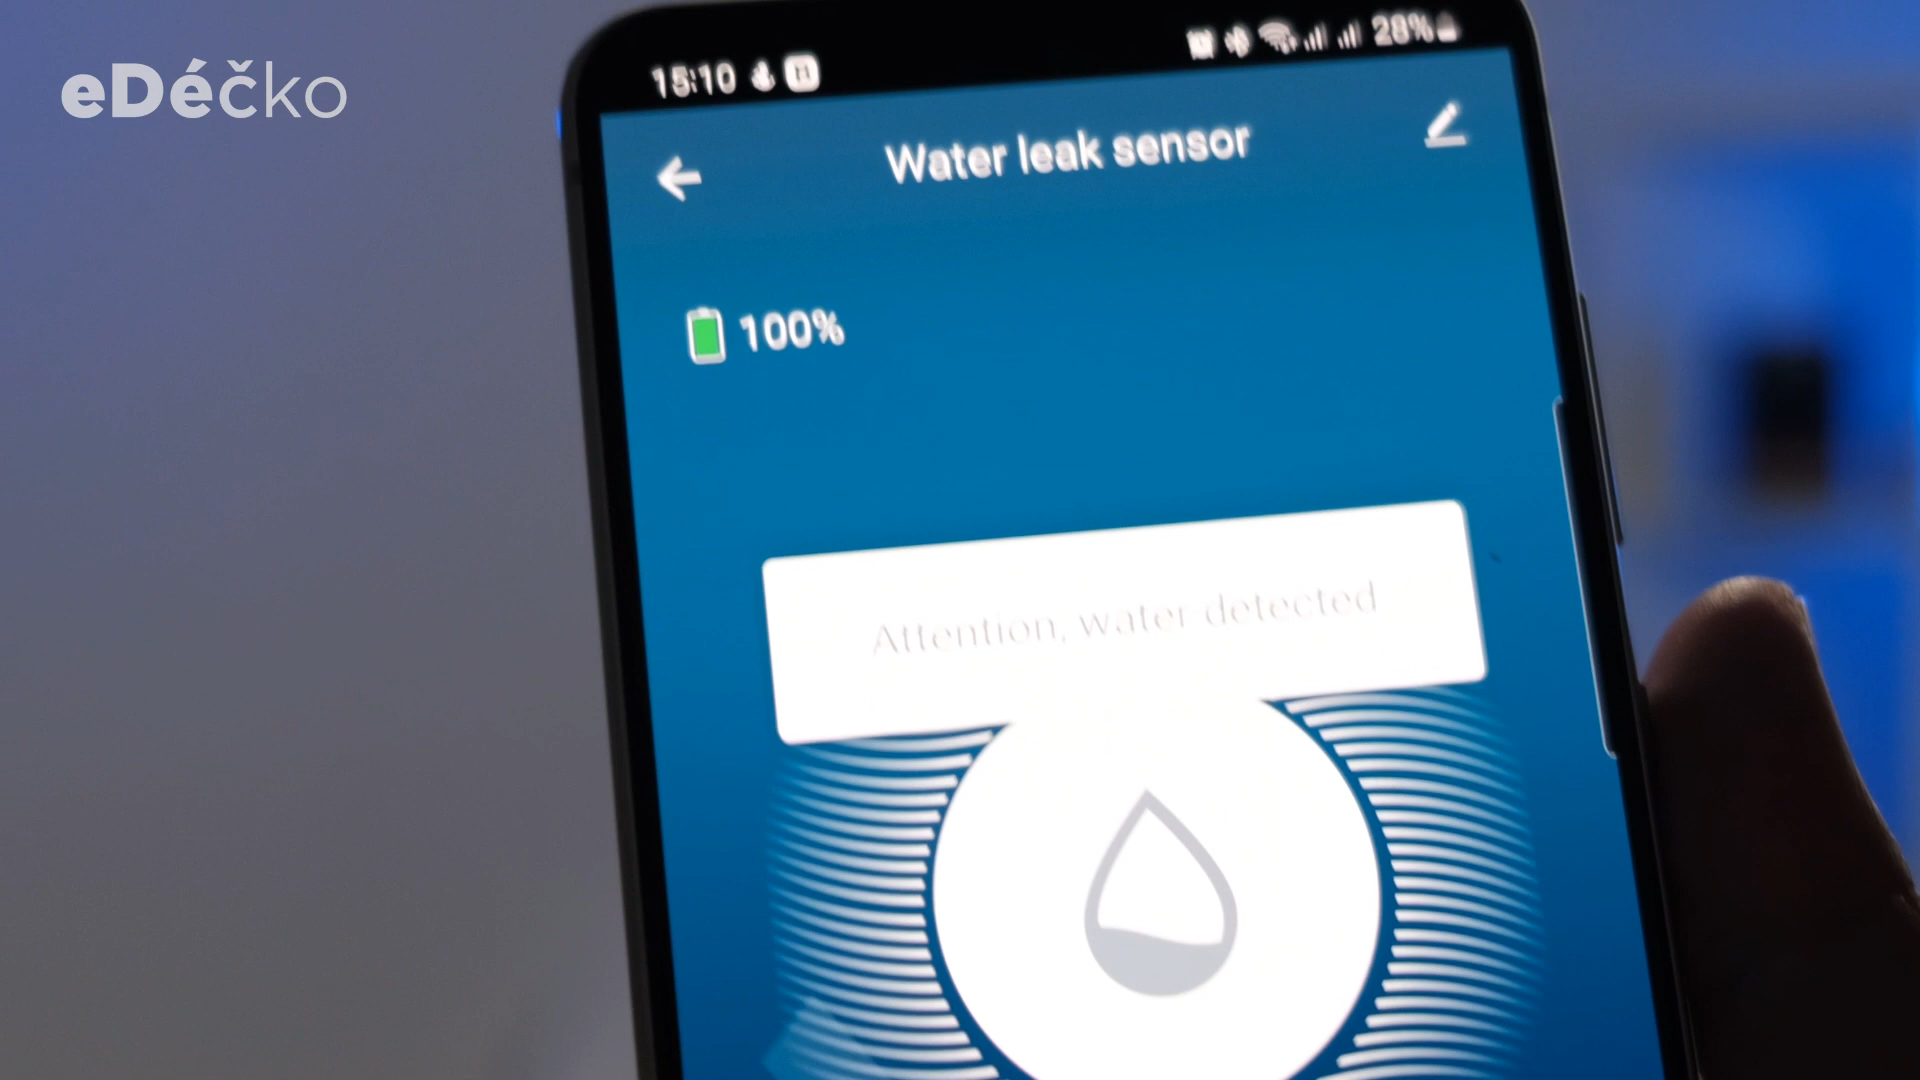 eDéčko
15:10
28%
Water leak sensor
100%
Attention, water detected